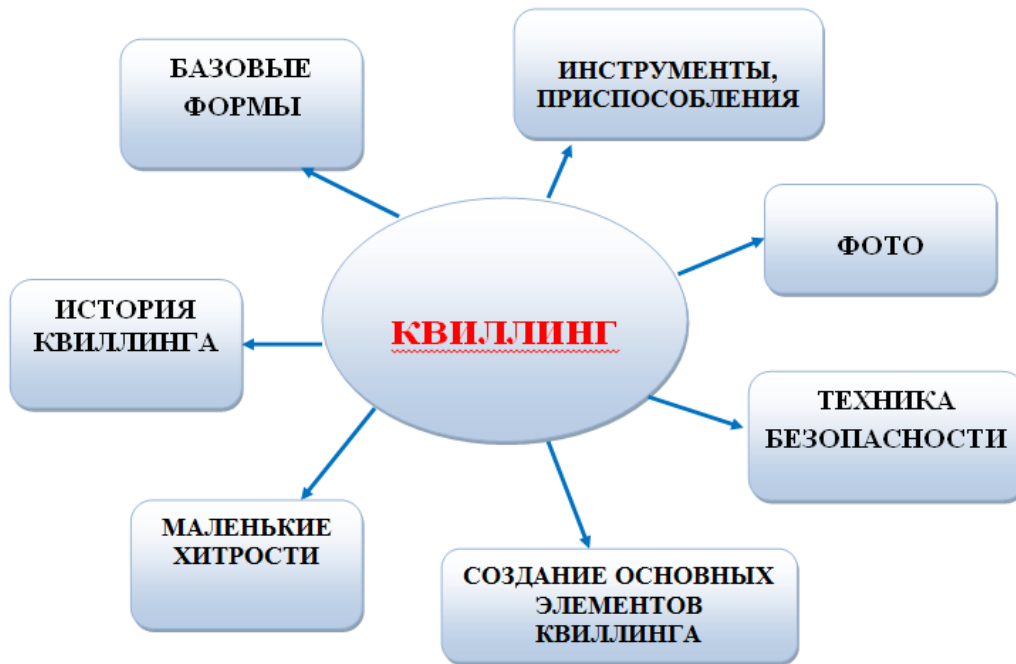 БАЗОВЫЕ
ФОРМЫ
ИНСТРУМЕНТЫ,
ПРИСПОСОБЛЕНИЯ
ФОТО
ИСТОРИЯ
КВИЛЛИНГА
КВИЛЛИНГ
ТЕХНИКА
БЕЗОПАСНОСТИ
МАЛЕНЬКИЕ
ХИТРОСТИ
СОЗДАНИЕ ОСНОВНЫХ
ЭЛЕМЕНТОВ
КВИЛЛИНГА